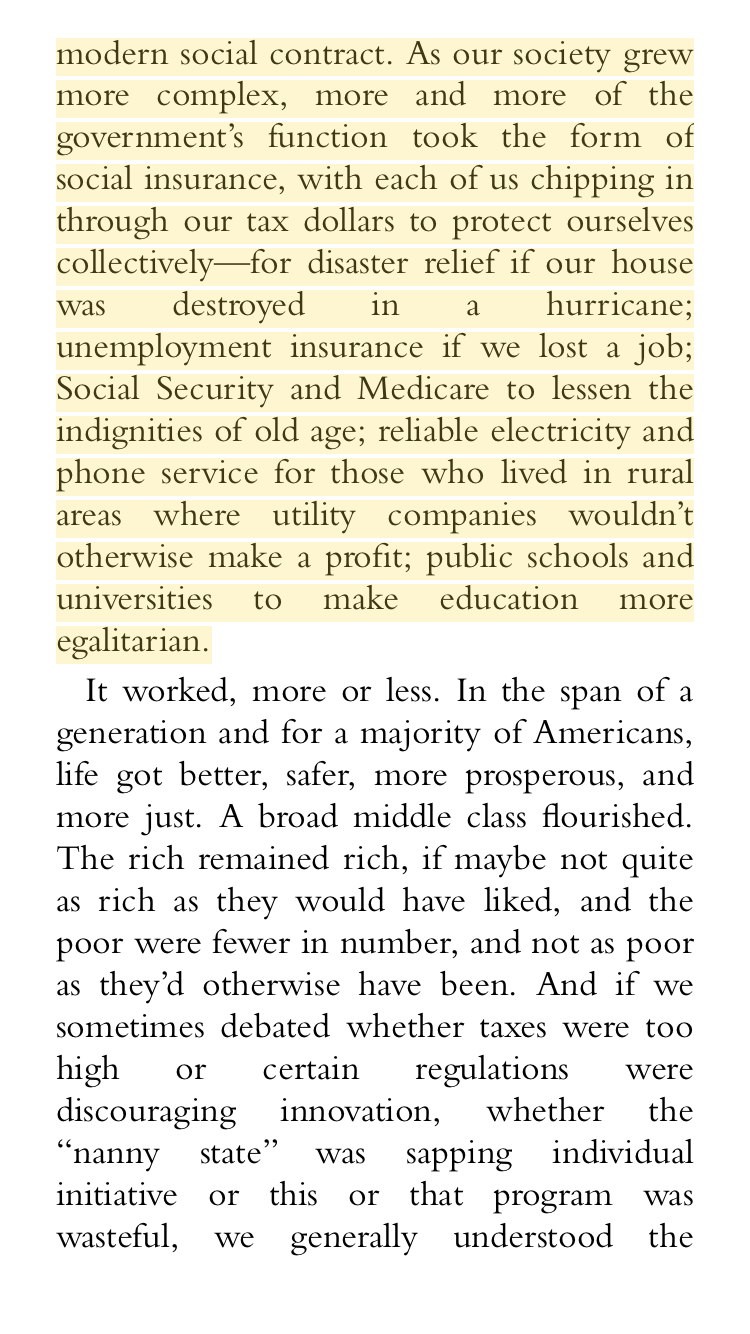 modern social contract. As our society grew
more complex, more and more of the
government’s function took the form of
social insurance, with each of us chipping in
through our tax dollars to protect ourselves
collectively—for disaster relief if our house
was destroyed in a hurricane;
unemployment insurance if we lost a job;
Social Security and Medicare to lessen the
indignities of old age; reliable electricity and
phone service for those who lived in rural
areas where utility companies wouldn’t
otherwise make a profit; public schools and
universities to make education more
egalitarian.
It worked, more or less. In the span of a
generation and for a majority of Americans,
life got better, safer, more prosperous, and
more just. A broad middle class flourished.
The rich remained rich, if maybe not quite
as rich as they would have liked, and the
poor were fewer in number, and not as poor
as they’d otherwise have been. And if we
sometimes debated whether taxes were too
high or certain regulations were
discouraging innovation, whether the
“nanny state” was sapping individual
initiative or this or that program was
wasteful, we generally understood the